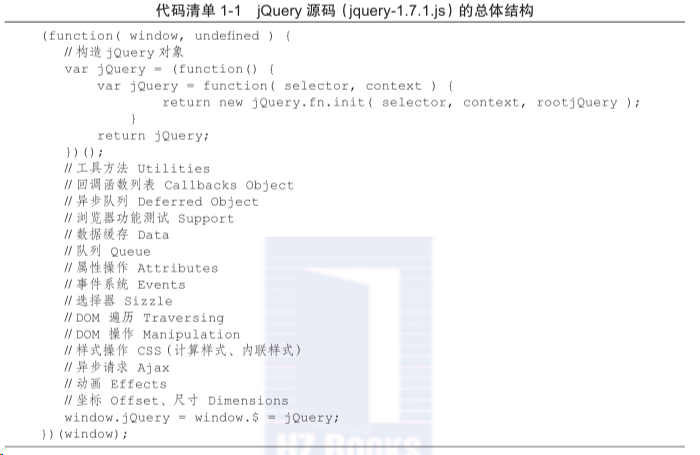 代码清单 1-1 jQuery 源码（jquery-1.7.1.js）的总体结构
(function( window, undefined ) {
// 构造 jQuery 对象
var jQuery = (function() {
var jQuery = function( selector, context ) {
return new jQuery.fn.init( selector, context, rootjQuery );
}
return jQuery;
})();
// 工具方法 Utilities
// 回调函数列表 Callbacks Object
// 异步队列 Deferred Object
// 浏览器功能测试 Support
// 数据缓存 Data
// 队列 Queue
// 属性操作 Attributes
// 事件系统 Events
// 选择器 Sizzle
// DOM 遍历 Traversing
// DOM 操作 Manipulation
// 样式操作 CSS（计算样式、内联样式）
// 异步请求 Ajax
// 动画 Effects
// 坐标 Offset、尺寸 Dimensions
window.jQuery = window.$ = jQuery;
})(window);
HZ Books